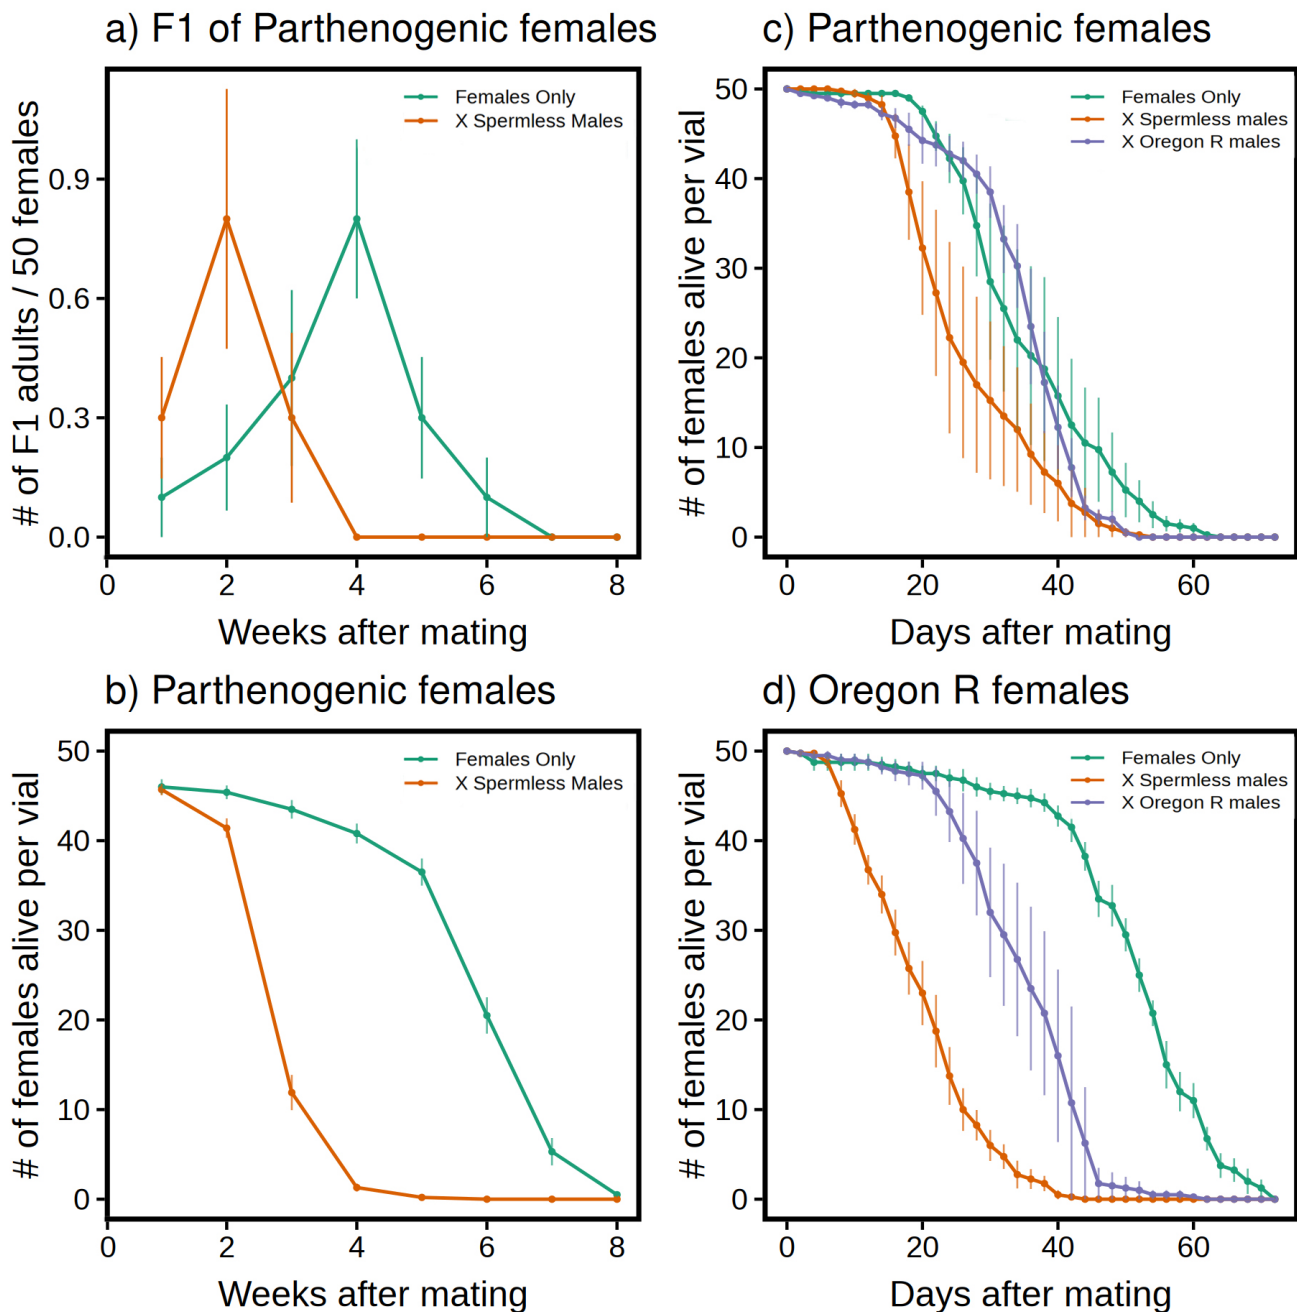 a) F1 of Parthenogenic females
# of F1 adults / 50 females
0.9
0.6
0.3
0.0
Females Only
X Spermless Males
0 2 4 6 8
Weeks after mating
c) Parthenogenic females
# of females alive per vial
50
40
30
20
10
0
Females Only
X Spermless males
X Oregon R males
0 20 40 60
Days after mating
b) Parthenogenic females
# of females alive per vial
50
40
30
20
10
0
Females Only
X Spermless Males
0 2 4 6 8
Weeks after mating
d) Oregon R females
# of females alive per vial
50
40
30
20
10
0
Females Only
X Spermless males
X Oregon R males
0 20 40 60
Days after mating